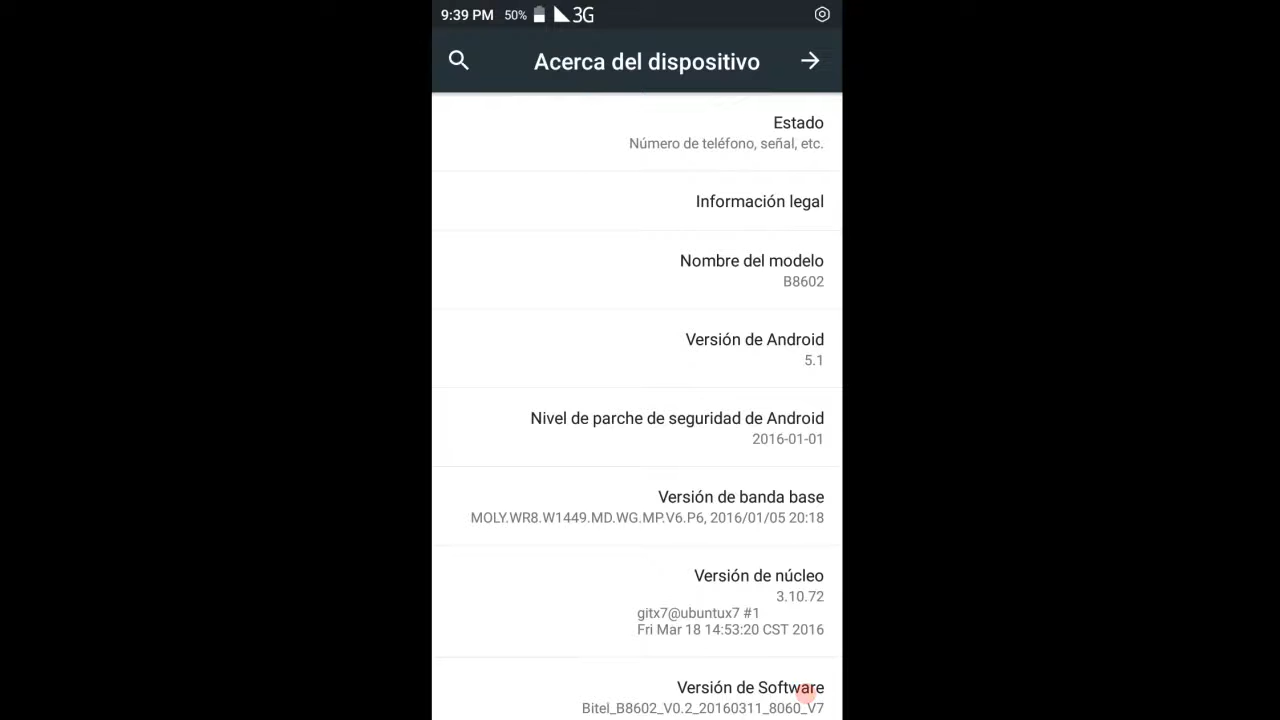 9:39 PM 50% 3G
Acerca del dispositivo
Estado
Número de teléfono, señal, etc.
Información legal
Nombre del modelo
B8602
Versión de Android
5.1
Nivel de parche de seguridad de Android
2016-01-01
Versión de banda base
MOLY.WR8.W1449.MD.WG.MP.V6.P6, 2016/01/05 20:18
Versión de núcleo
3.10.72
gitx7@ubuntux7 #1
Fri Mar 18 14:53:20 CST 2016
Versión de Software
Bitel_B8602_V0.2_20160311_8060_V7